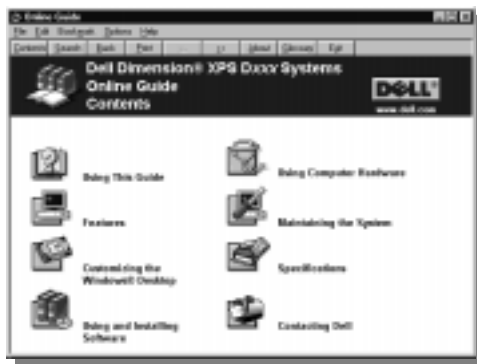 Online Guide
File Edit Bookmark Options Help
Contents Search Back Print << >> About Glossary Exit
Dell Dimension® XPS Dxxx Systems
Online Guide
Contents
DELL
www.dell.com
Using This Guide
Using Computer Hardware
Features
Maintaining the System
Customizing the
Windows® Desktop
Specifications
Using and Installing
Software
Contacting Dell